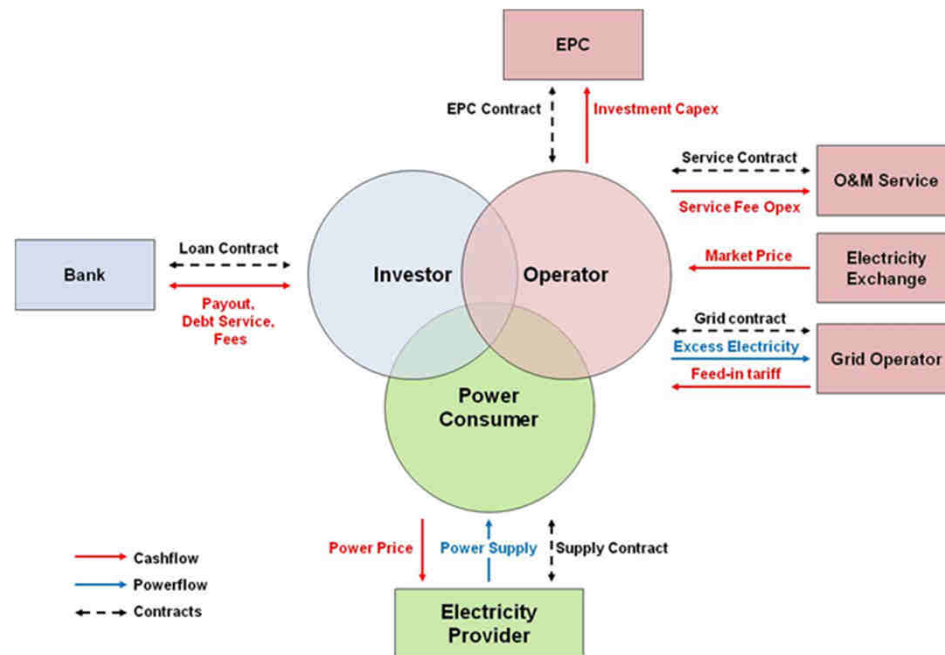 EPC
EPC Contract
Investment Capex
Service Contract
O&M Service
Service Fee Opex
Loan Contract
Bank
Payout,
Debt Service,
Fees
Investor
Operator
Market Price
Electricity
Exchange
Grid contract
Excess Electricity
Grid Operator
Feed-in tariff
Power
Consumer
Power Price
Power Supply
Supply Contract
Cashflow
Powerflow
Contracts
Electricity
Provider